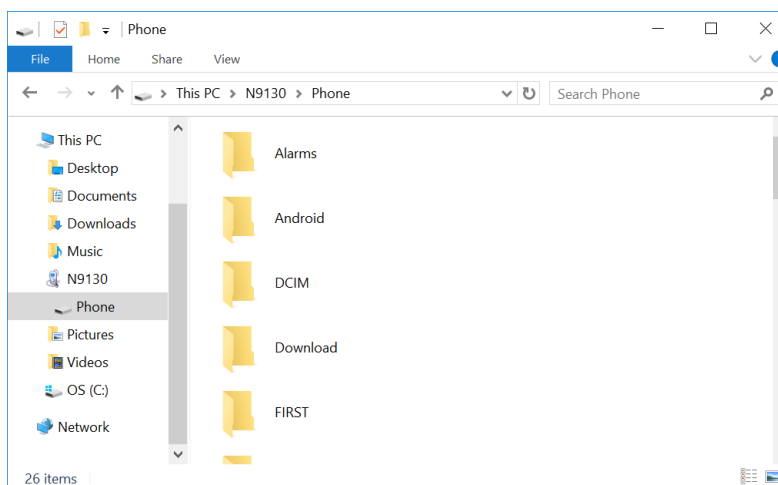 Phone
File Home Share View
This PC N9130 Phone
Search Phone
This PC
Desktop
Documents
Downloads
Music
N9130
Phone
Pictures
Videos
OS (C:)
Network
Alarms
Android
DCIM
Download
FIRST
26 items